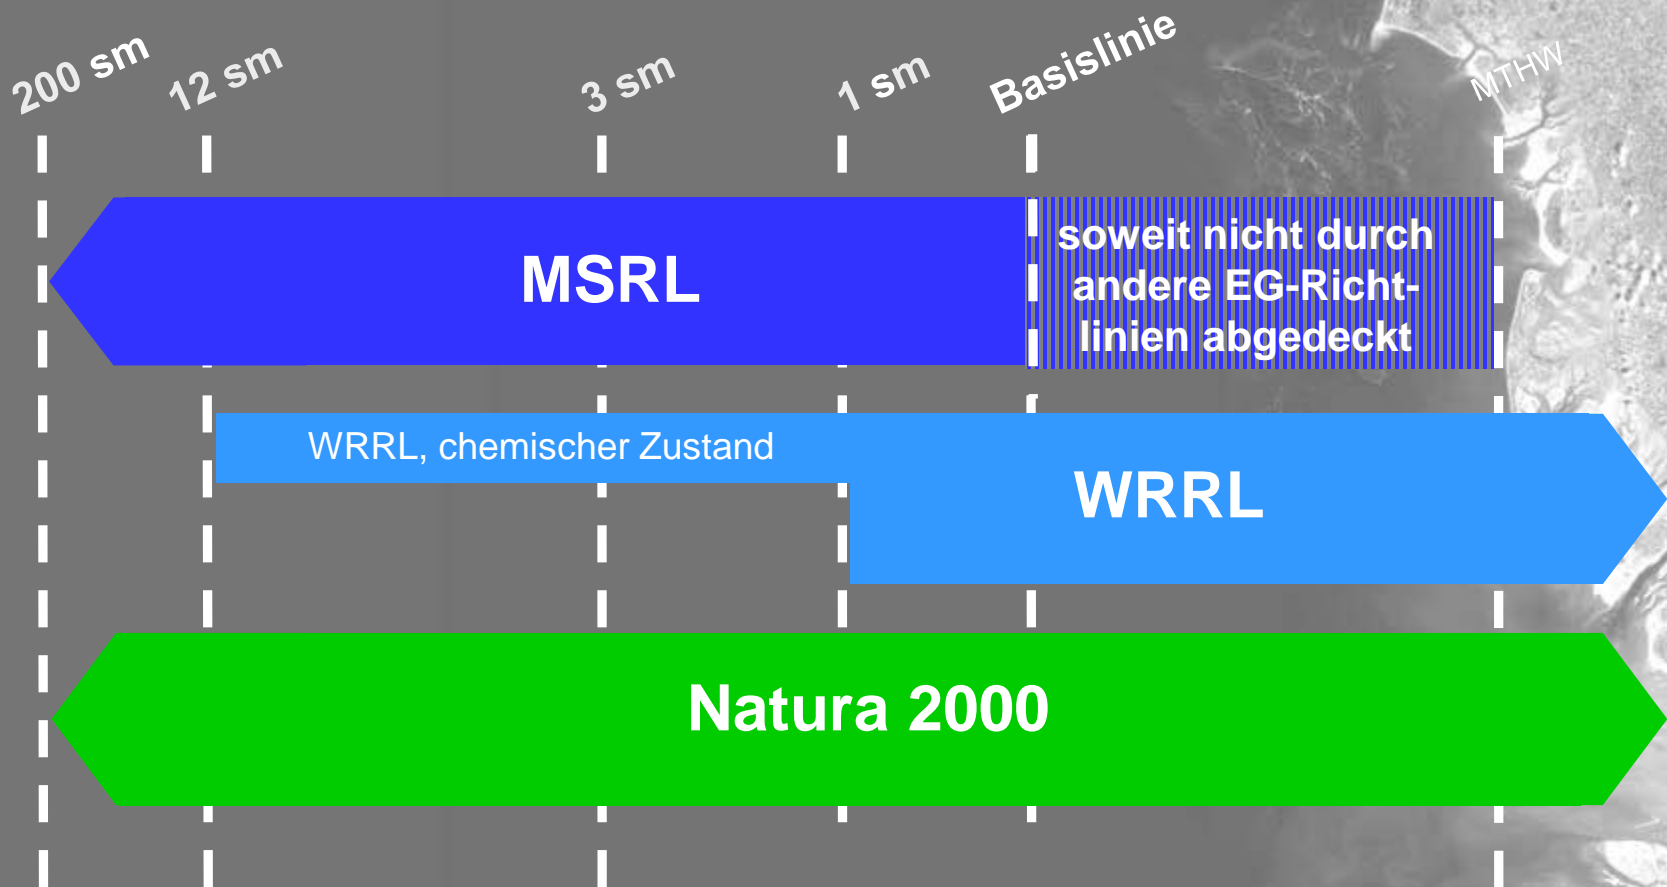 200 sm
12 sm
3 sm
1 sm
Basislinie
MTHW
MSRL
soweit nicht durch
andere EG-Richt-
linien abgedeckt
WRRL, chemischer Zustand
WRRL
Natura 2000